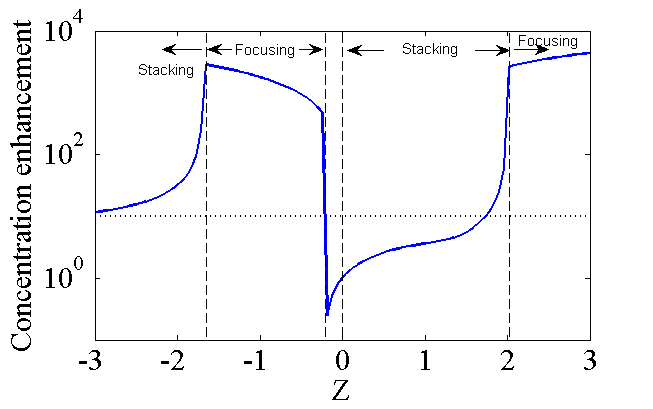 10^4
Focusing
Focusing
Stacking
Stacking
10^2
10^0
Concentration enhancement
-3 -2 -1 0 1 2 3
Z